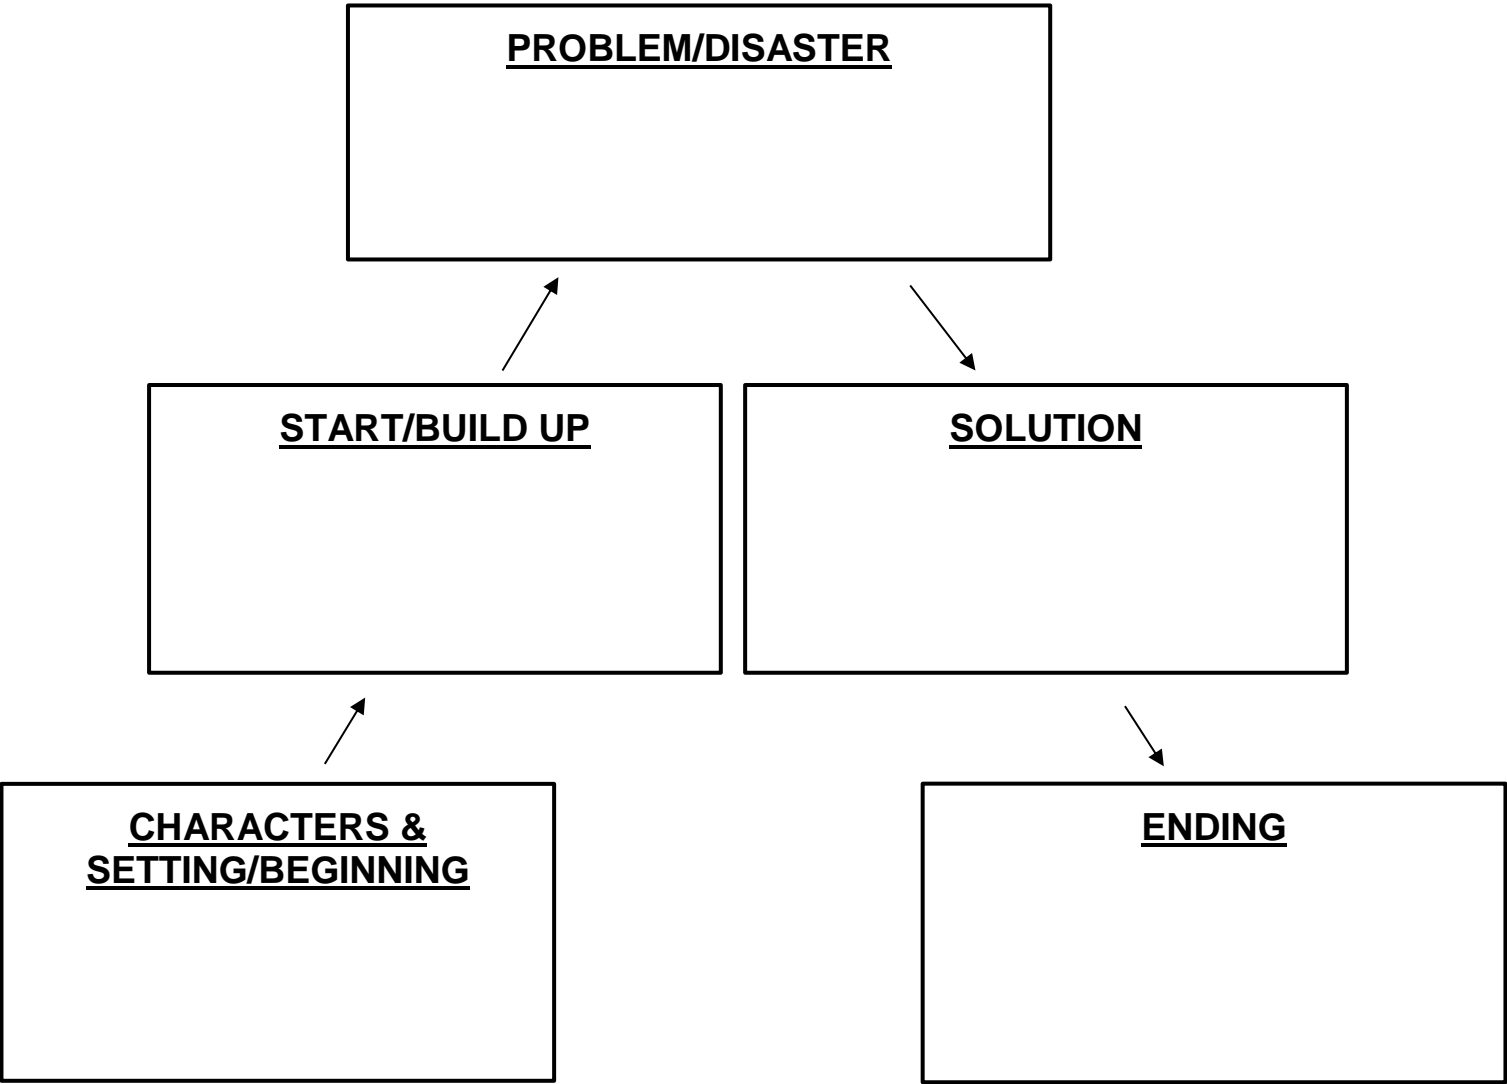 PROBLEM/DISASTER
START/BUILD UP
SOLUTION
CHARACTERS &
SETTING/BEGINNING
ENDING